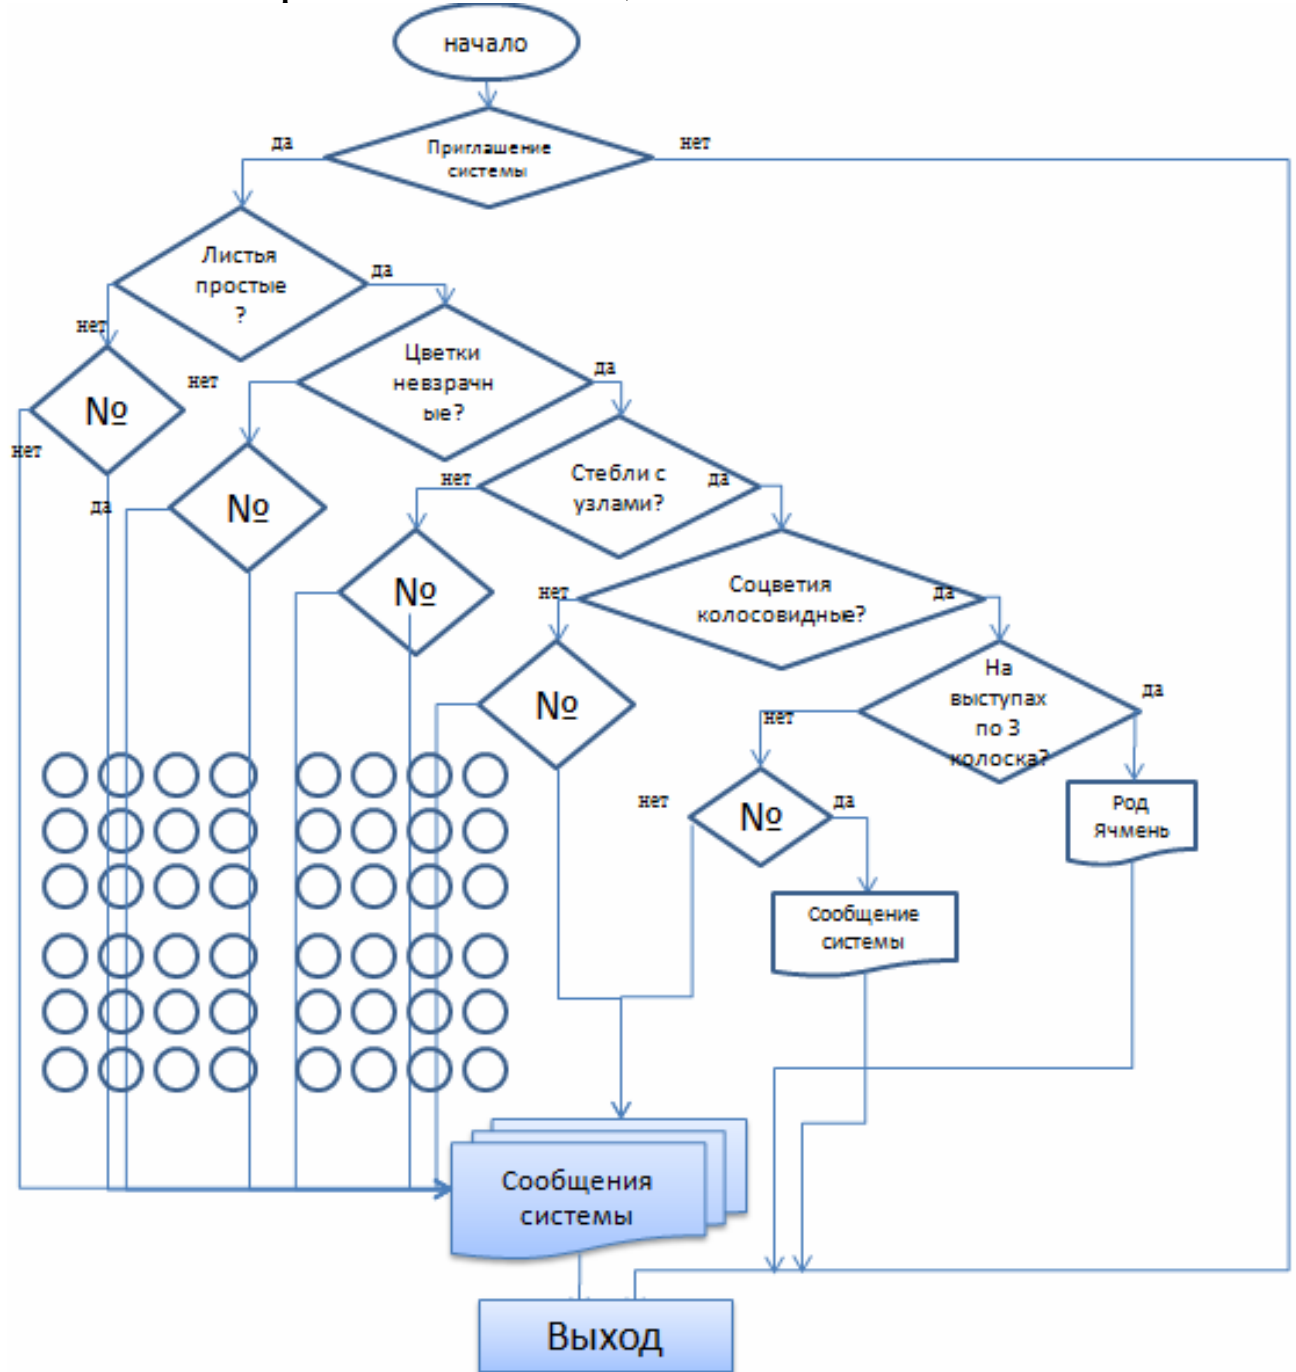 начало
да
нет
Приглашение
системы
Листья
простые
?
да
нет
Цветки
невзрачн
ые?
да
нет
№
нет
да
Стебли с
узлами?
да
нет
№
№
Соцветия
колосовидные?
да
нет
На
выступах
по 3
колоска?
да
нет
№
№
нет
да
Род
Ячмень
Сообщение
системы
Сообщения
системы
Выход